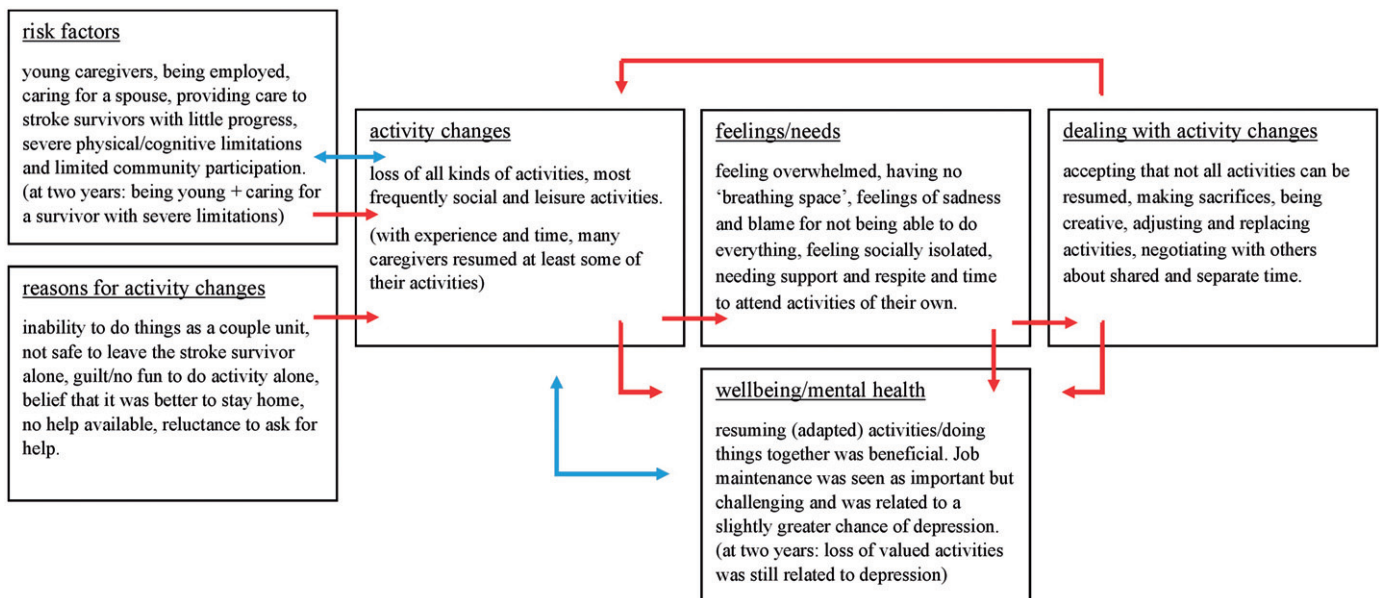 risk factors
young caregivers, being employed,
caring for a spouse, providing care to
stroke survivors with little progress,
severe physical/cognitive limitations
and limited community participation.
(at two years: being young + caring for
a survivor with severe limitations)
reasons for activity changes
inability to do things as a couple unit,
not safe to leave the stroke survivor
alone, guilt/no fun to do activity alone,
belief that it was better to stay home,
no help available, reluctance to ask for
help.
activity changes
loss of all kinds of activities, most
frequently social and leisure activities.
(with experience and time, many
caregivers resumed at least some of
their activities)
feelings/needs
feeling overwhelmed, having no
‘breathing space’, feelings of sadness
and blame for not being able to do
everything, feeling socially isolated,
needing support and respite and time
to attend activities of their own.
dealing with activity changes
accepting that not all activities can be
resumed, making sacrifices, being
creative, adjusting and replacing
activities, negotiating with others
about shared and separate time.
wellbeing/mental health
resuming (adapted) activities/doing
things together was beneficial. Job
maintenance was seen as important but
challenging and was related to a
slightly greater chance of depression.
(at two years: loss of valued activities
was still related to depression)